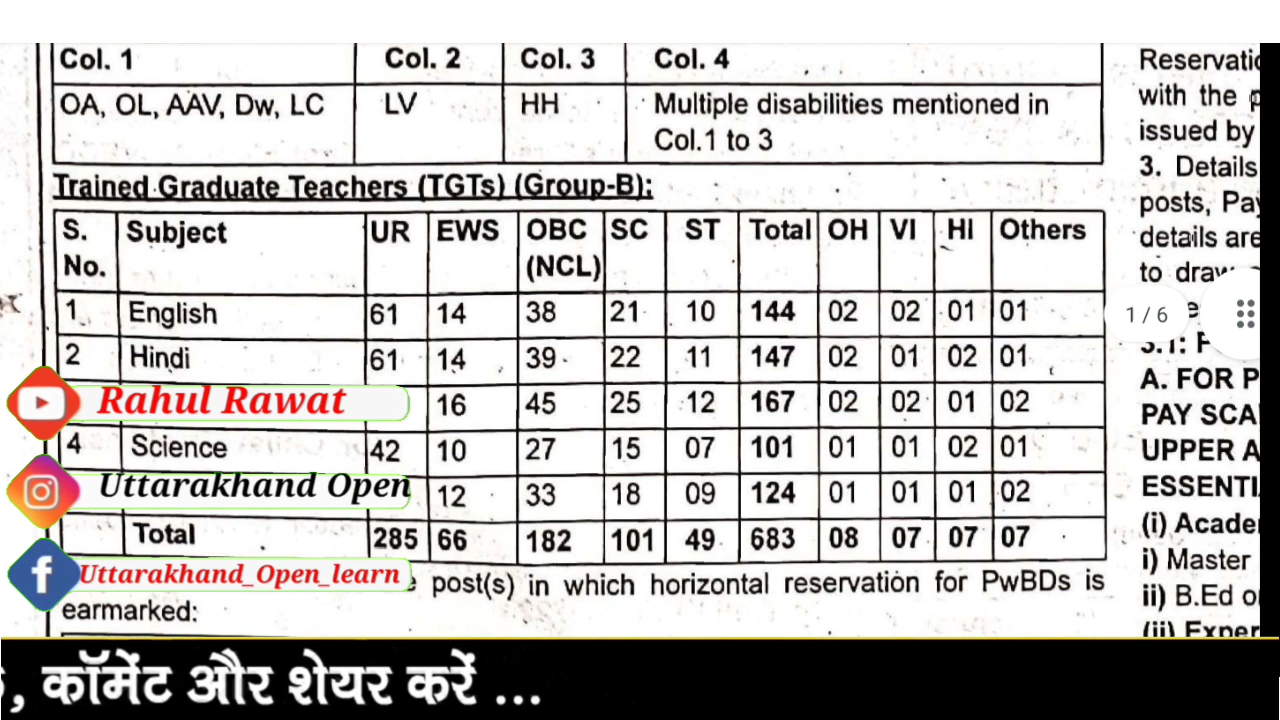 Col. 1 Col. 2 Col. 3 Col. 4
OA, OL, AAV, Dw, LC LV HH Multiple disabilities mentioned in
Col.1 to 3
Trained Graduate Teachers (TGTs) (Group-B):
S. No. Subject UR EWS OBC (NCL) SC ST Total OH VI HI Others
1 English 61 14 38 21 10 144 02 02 01 01
2 Hindi 61 14 39 22 11 147 02 01 02 01
16 45 25 12 167 02 02 01 02
4 Science 42 10 27 15 07 101 01 01 02 01
12 33 18 09 124 01 01 01 02
Total 285 66 182 101 49 683 08 07 07 07
post(s) in which horizontal reservation for PwBDs is
earmarked:
with the
issued by
3. Details
posts,
details are
to
1 / 6
A. FOR
PAY
UPPER
(i)
i) Master
ii) B.Ed
(ii)
Rahul Rawat
Uttarakhand Open
Uttarakhand_Open_learn
, कॉमेंट और शेयर करें ...